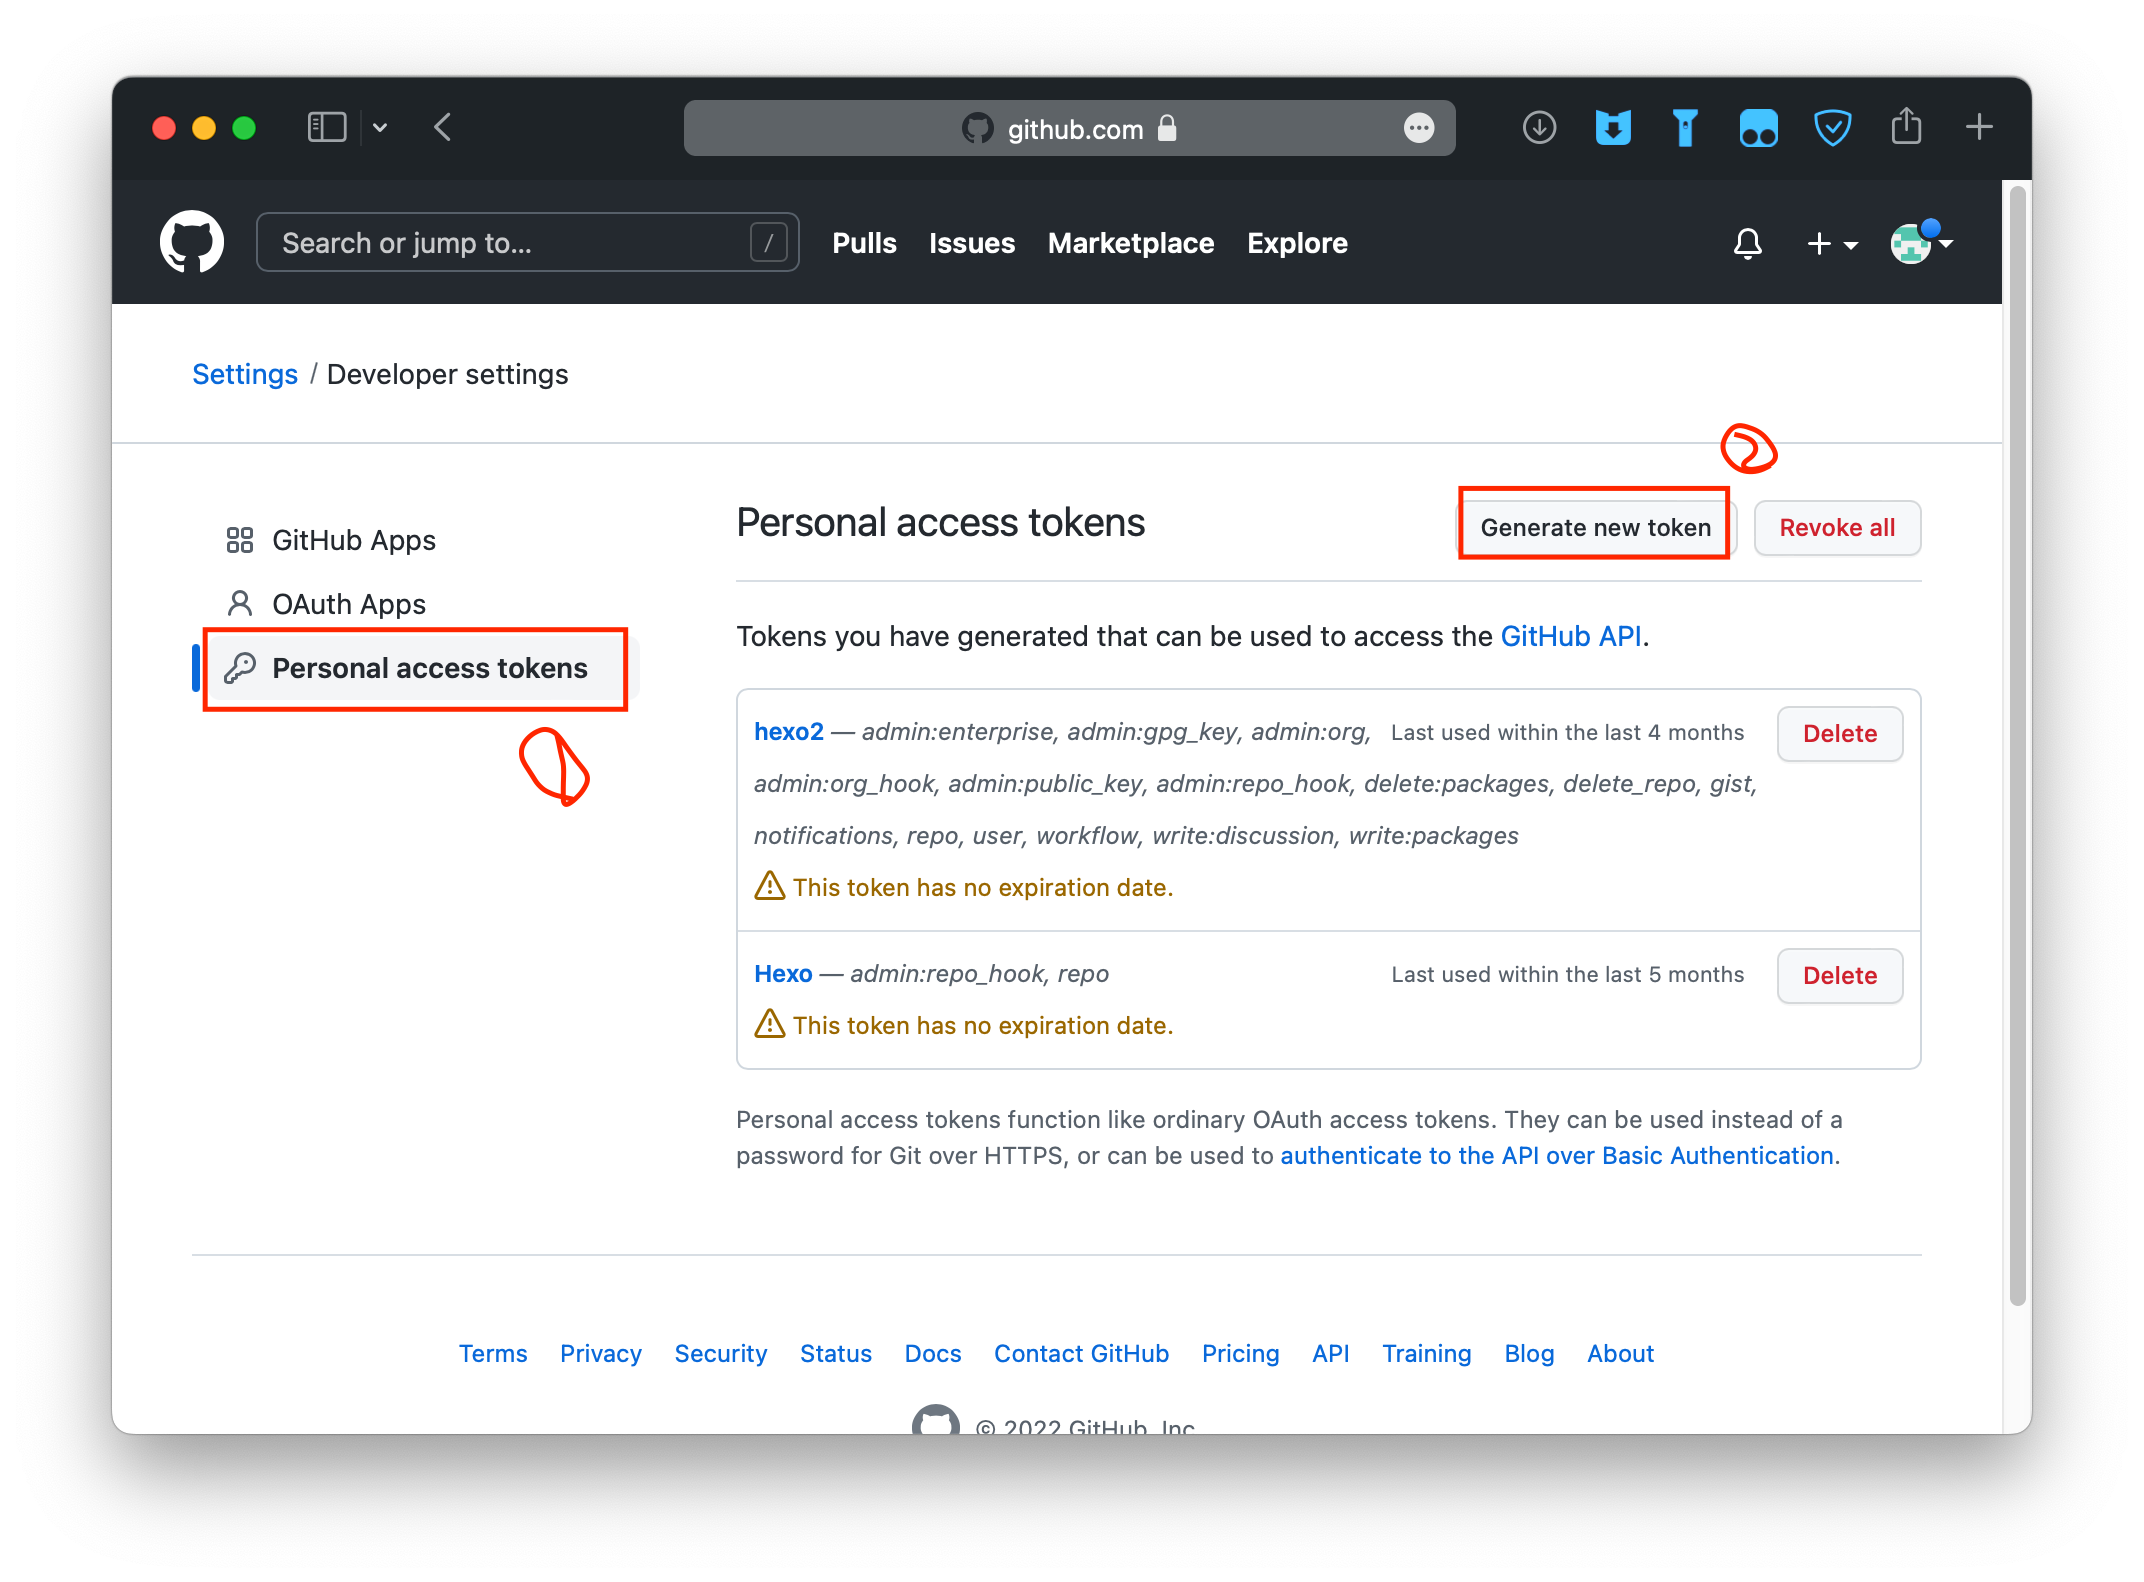 github.com
Search or jump to... /
Pulls Issues Marketplace Explore
Settings / Developer settings
2
GitHub Apps
OAuth Apps
Personal access tokens
1
Personal access tokens
Generate new token
Revoke all
Tokens you have generated that can be used to access the GitHub API.
hexo2 — admin:enterprise, admin:gpg_key, admin:org, Last used within the last 4 months Delete
admin:org_hook, admin:public_key, admin:repo_hook, delete:packages, delete_repo, gist,
notifications, repo, user, workflow, write:discussion, write:packages
This token has no expiration date.
Hexo — admin:repo_hook, repo Last used within the last 5 months Delete
This token has no expiration date.
Personal access tokens function like ordinary OAuth access tokens. They can be used instead of a
password for Git over HTTPS, or can be used to authenticate to the API over Basic Authentication.
Terms Privacy Security Status Docs Contact GitHub Pricing API Training Blog About
© 2022 GitHub, Inc.